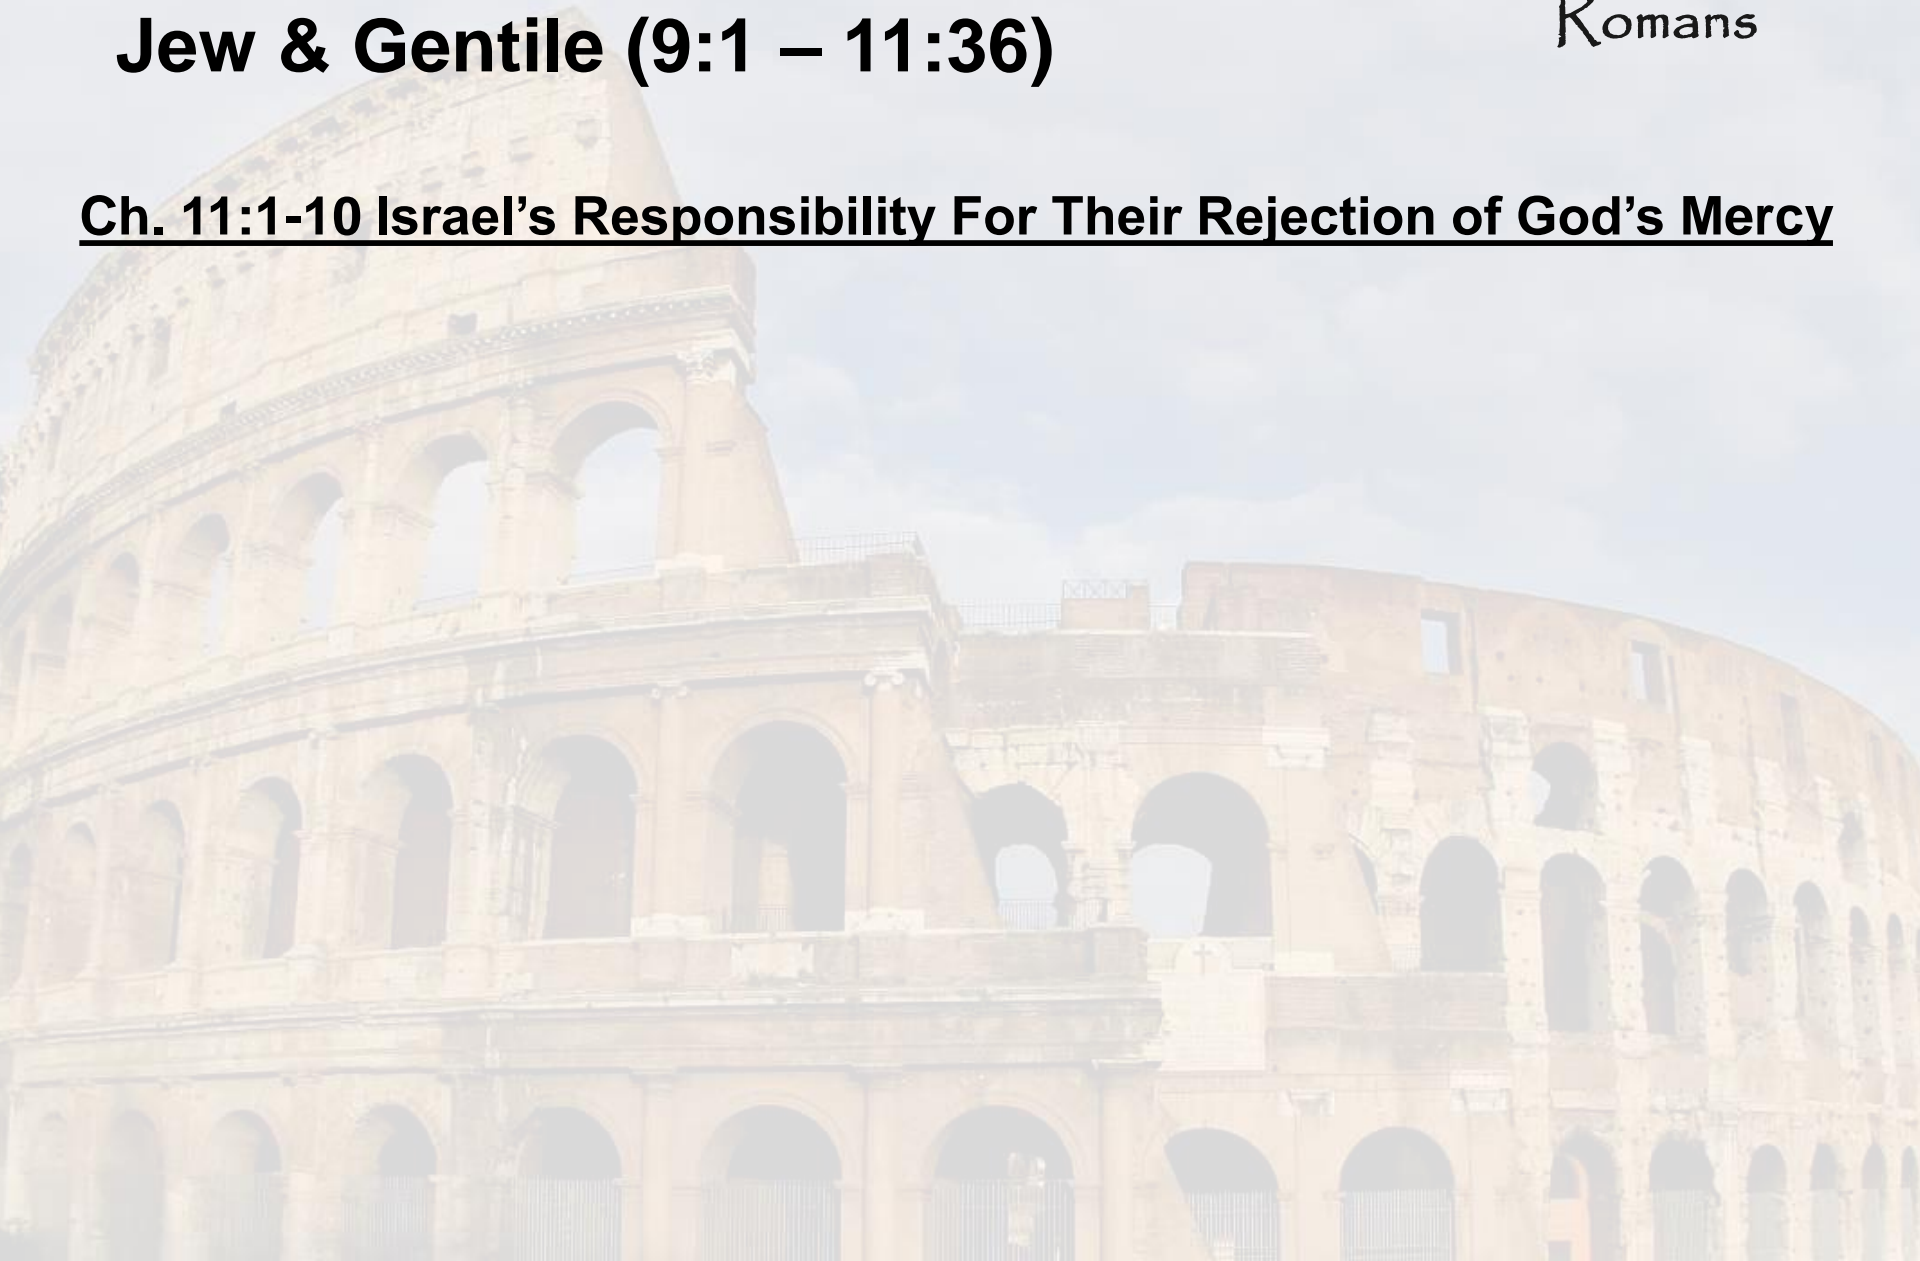 Jew & Gentile (9:1 – 11:36)
Romans
Ch. 11:1-10 Israel’s Responsibility For Their Rejection of God’s Mercy